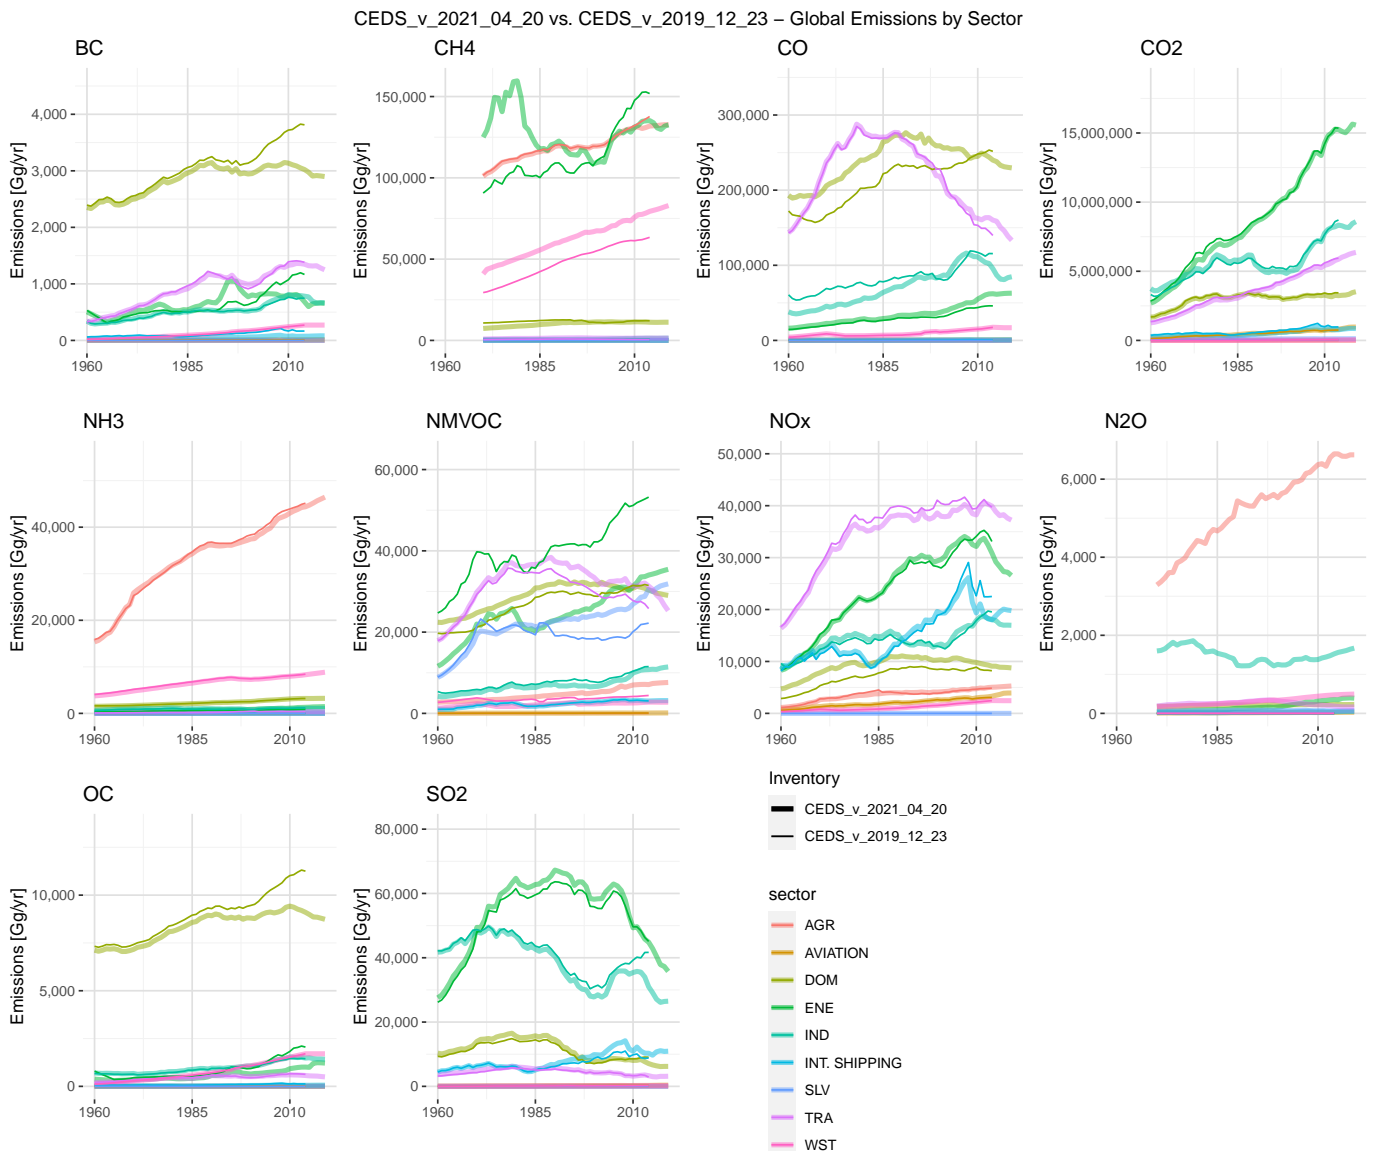 CEDS_v_2021_04_20 vs. CEDS_v_2019_12_23 – Global Emissions by Sector
BC
CH4
CO
CO2
Emissions [Gg/yr]
4,000
3,000
2,000
1,000
0
1960
1985
2010
Emissions [Gg/yr]
150,000
100,000
50,000
0
1960
1985
2010
Emissions [Gg/yr]
300,000
200,000
100,000
0
1960
1985
2010
Emissions [Gg/yr]
15,000,000
10,000,000
5,000,000
0
1960
1985
2010
NH3
NMVOC
NOx
N2O
Emissions [Gg/yr]
40,000
20,000
0
1960
1985
2010
Emissions [Gg/yr]
60,000
40,000
20,000
0
1960
1985
2010
Emissions [Gg/yr]
50,000
40,000
30,000
20,000
10,000
0
1960
1985
2010
Emissions [Gg/yr]
6,000
4,000
2,000
0
1960
1985
2010
OC
SO2
Emissions [Gg/yr]
10,000
5,000
0
1960
1985
2010
Emissions [Gg/yr]
80,000
60,000
40,000
20,000
0
1960
1985
2010
Inventory
CEDS_v_2021_04_20
CEDS_v_2019_12_23
sector
AGR
AVIATION
DOM
ENE
IND
INT. SHIPPING
SLV
TRA
WST